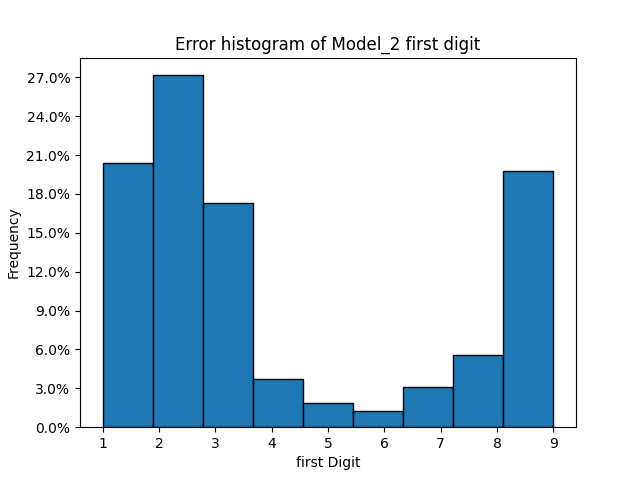 Error histogram of Model_2 first digit
27.0%
24.0%
21.0%
18.0%
15.0%
12.0%
9.0%
6.0%
3.0%
0.0%
Frequency
1 2 3 4 5 6 7 8 9
first Digit